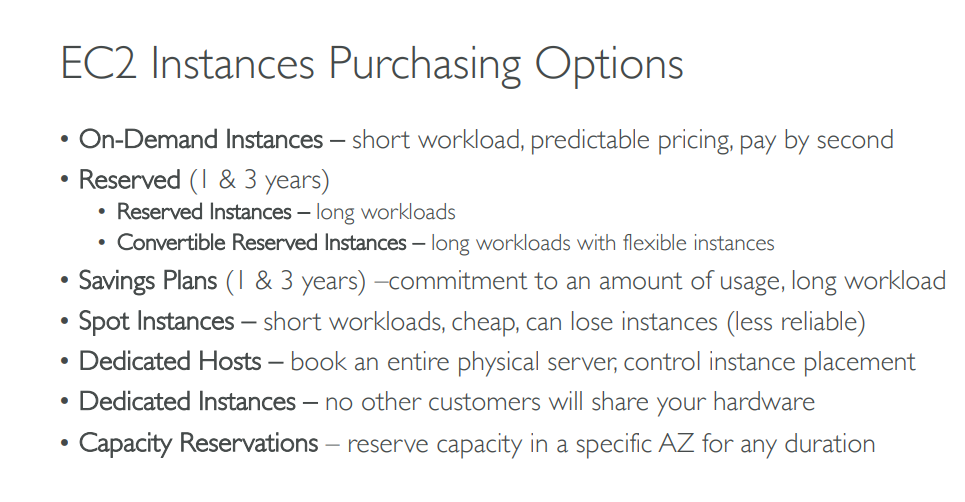 EC2 Instances Purchasing Options
• On-Demand Instances – short workload, predictable pricing, pay by second
• Reserved (1 & 3 years)
• Reserved Instances – long workloads
• Convertible Reserved Instances – long workloads with flexible instances
• Savings Plans (1 & 3 years) –commitment to an amount of usage, long workload
• Spot Instances – short workloads, cheap, can lose instances (less reliable)
• Dedicated Hosts – book an entire physical server, control instance placement
• Dedicated Instances – no other customers will share your hardware
• Capacity Reservations – reserve capacity in a specific AZ for any duration